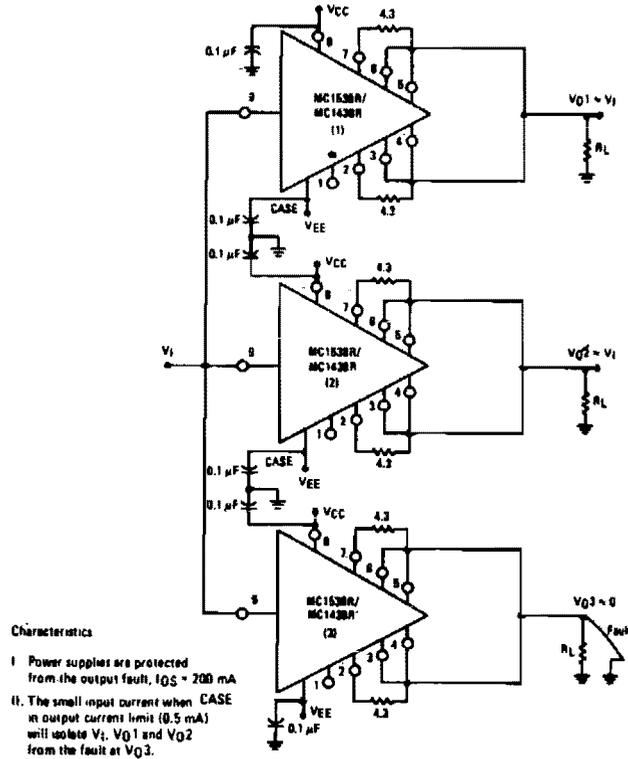 VCC
0.1 µF
8
7
4.3
6
5
9
MC1538R/
MC1438R
(1)
VO1 ≈ VI
RL
4
3
2
1
*
4.3
0.1 µF
CASE
VEE
0.1 µF
VCC
8
7
4.3
6
5
VI
9
MC1538R/
MC1438R
(2)
VO2 ≈ VI
RL
4
3
2
1
4.3
0.1 µF
CASE
VEE
0.1 µF
VCC
8
7
4.3
6
5
MC1538R/
MC1438R
(3)
VO3 ≈ 0
Fault
RL
4
3
2
1
4.3
VEE
0.1 µF
CASE
Characteristics
I Power supplies are protected
from the output fault, IOS ≈ 200 mA
II. The small input current when
in output current limit (0.5 mA)
will isolate VI, VO1 and VO2
from the fault at VO3.